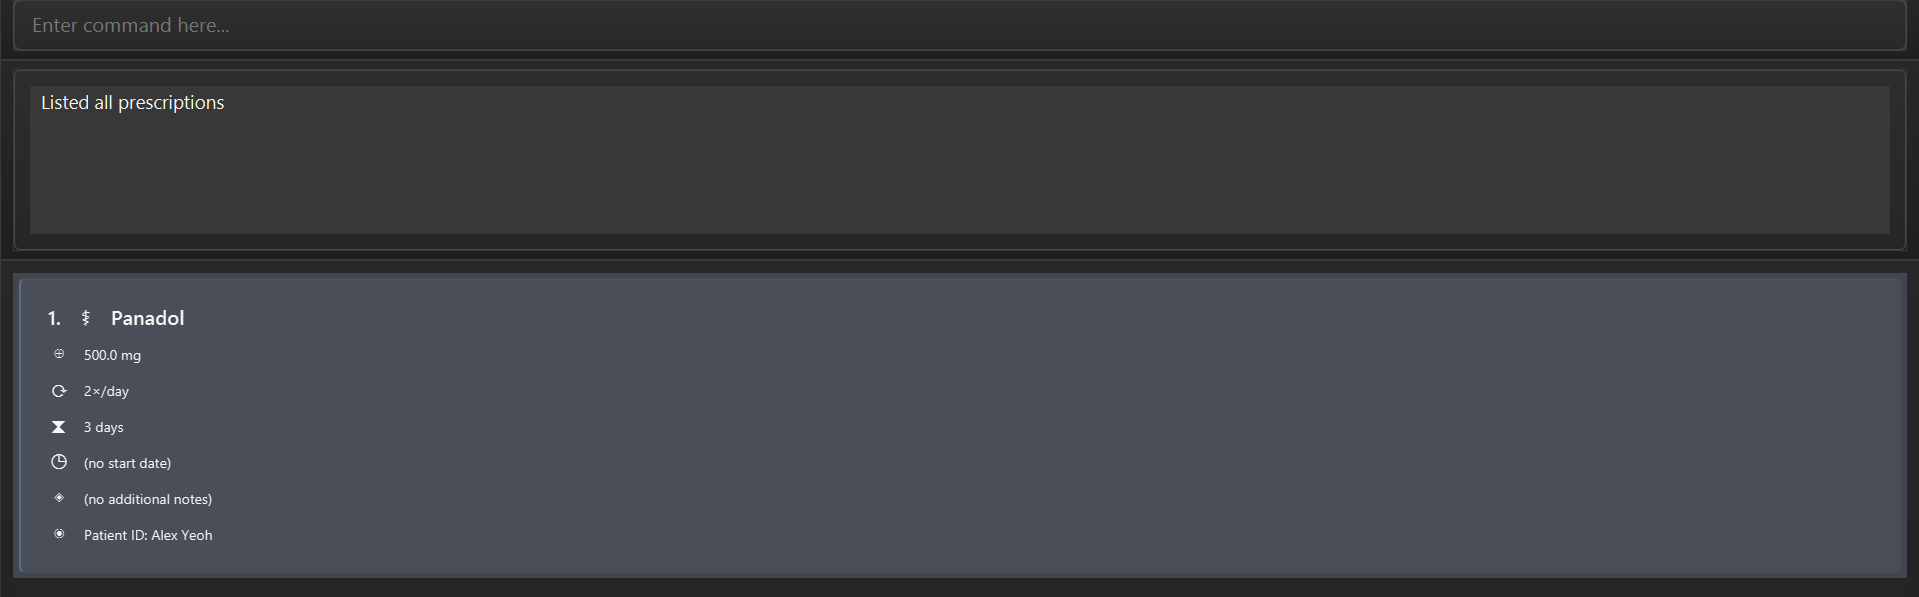 Enter command here...
Listed all prescriptions
1. Panadol
500.0 mg
2×/day
3 days
(no start date)
(no additional notes)
Patient ID: Alex Yeoh